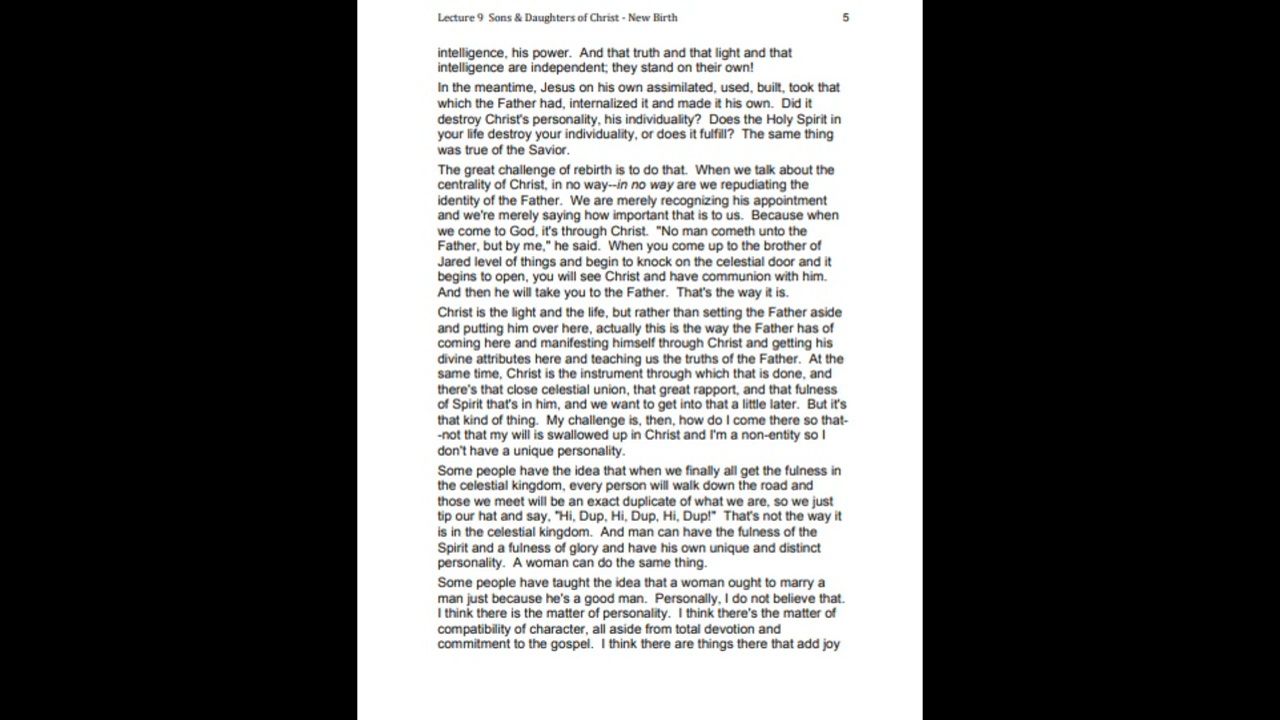 Lecture 9 Sons & Daughters of Christ - New Birth 5
intelligence, his power. And that truth and that light and that
intelligence are independent; they stand on their own!
In the meantime, Jesus on his own assimilated, used, built, took that
which the Father had, internalized it and made it his own. Did it
destroy Christ's personality, his individuality? Does the Holy Spirit in
your life destroy your individuality, or does it fulfill? The same thing
was true of the Savior.
The great challenge of rebirth is to do that. When we talk about the
centrality of Christ, in no way--in no way are we repudiating the
identity of the Father. We are merely recognizing his appointment
and we're merely saying how important that is to us. Because when
we come to God, it's through Christ. "No man cometh unto the
Father, but by me," he said. When you come up to the brother of
Jared level of things and begin to knock on the celestial door and it
begins to open, you will see Christ and have communion with him.
And then he will take you to the Father. That's the way it is.
Christ is the light and the life, but rather than setting the Father aside
and putting him over here, actually this is the way the Father has of
coming here and manifesting himself through Christ and getting his
divine attributes here and teaching us the truths of the Father. At the
same time, Christ is the instrument through which that is done, and
there's that close celestial union, that great rapport, and that fulness
of Spirit that's in him, and we want to get into that a little later. But it's
that kind of thing. My challenge is, then, how do I come there so that-
-not that my will is swallowed up in Christ and I'm a non-entity so I
don't have a unique personality.
Some people have the idea that when we finally all get the fulness in
the celestial kingdom, every person will walk down the road and
those we meet will be an exact duplicate of what we are, so we just
tip our hat and say, "Hi, Dup, Hi, Dup, Hi, Dup!" That's not the way it
is in the celestial kingdom. And man can have the fulness of the
Spirit and a fulness of glory and have his own unique and distinct
personality. A woman can do the same thing.
Some people have taught the idea that a woman ought to marry a
man just because he's a good man. Personally, I do not believe that.
I think there is the matter of personality. I think there's the matter of
compatibility of character, all aside from total devotion and
commitment to the gospel. I think there are things there that add joy